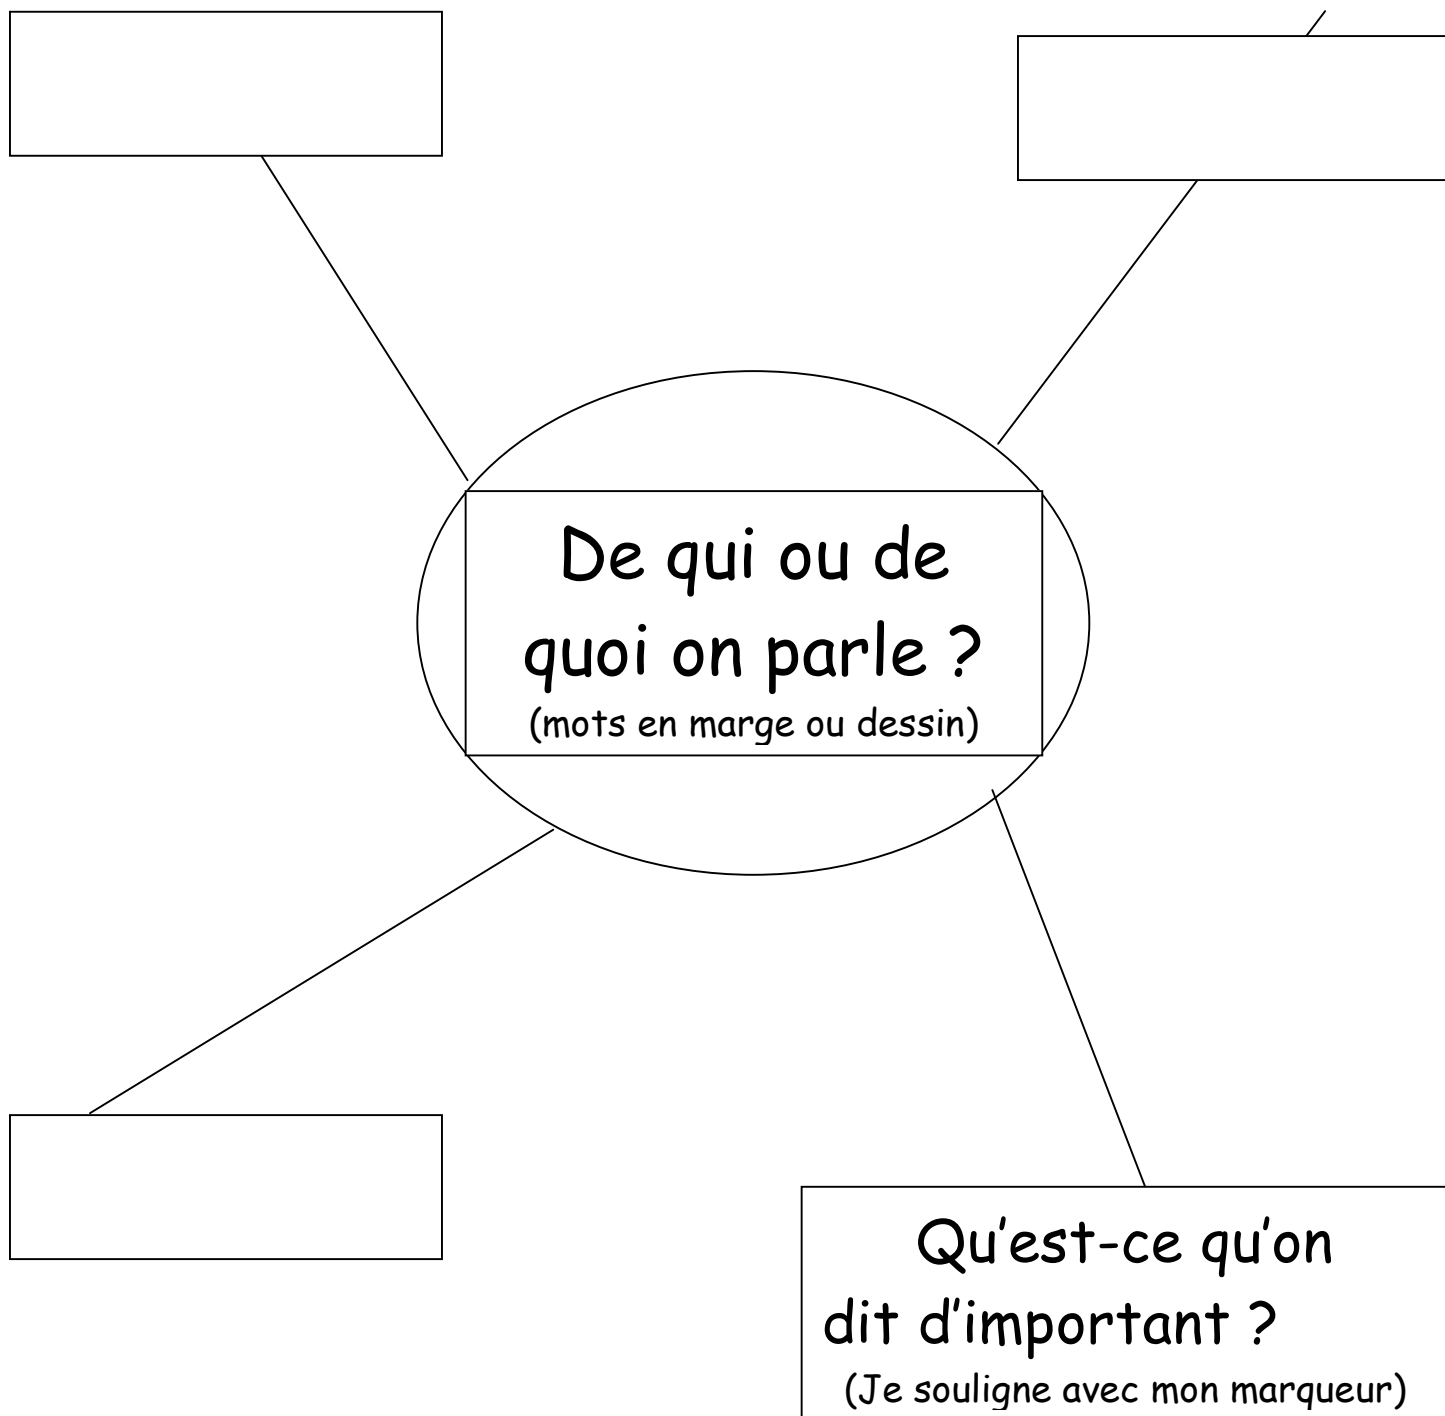 De qui ou de
quoi on parle ?
(mots en marge ou dessin)
Qu’est-ce qu’on
dit d’important ?
(Je souligne avec mon marqueur)